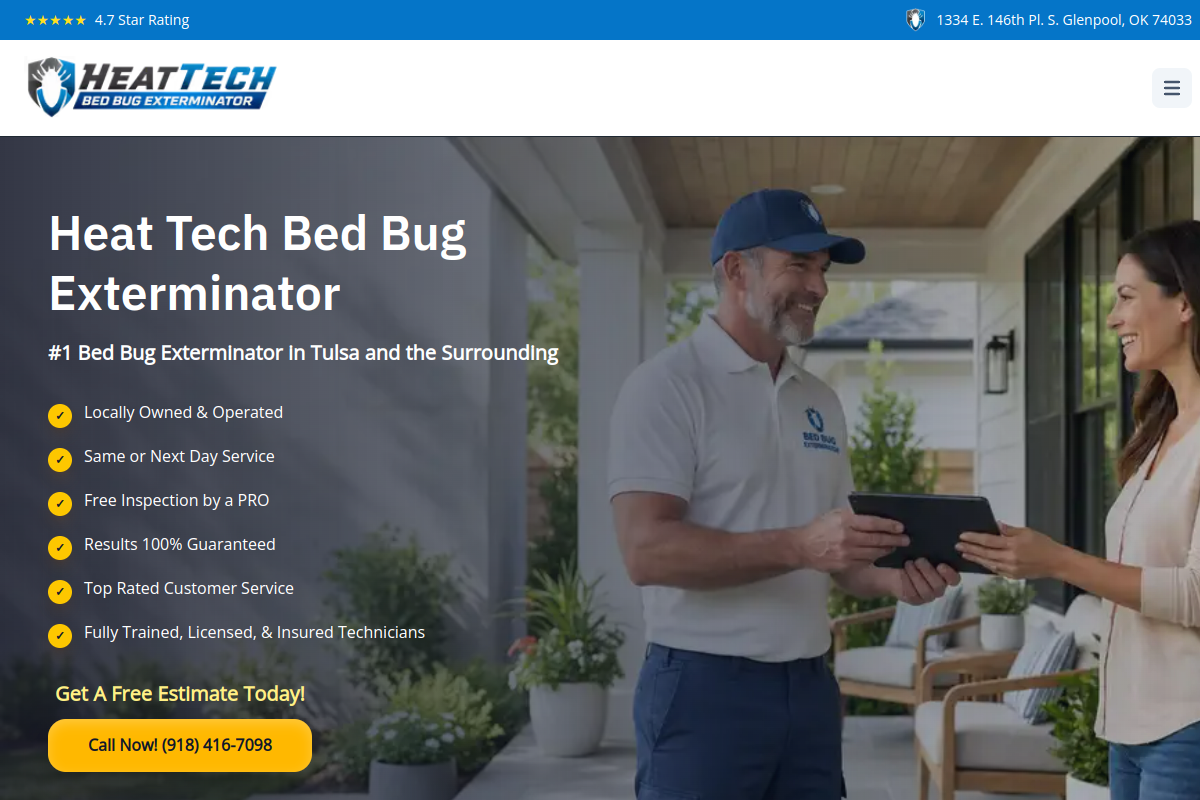 ★★★★★ 4.7 Star Rating
1334 E. 146th Pl. S. Glenpool, OK 74033
HEATTECH
BED BUG EXTERMINATOR
Heat Tech Bed Bug
Exterminator
#1 Bed Bug Exterminator in Tulsa and the Surrounding
✓ Locally Owned & Operated
✓ Same or Next Day Service
✓ Free Inspection by a PRO
✓ Results 100% Guaranteed
✓ Top Rated Customer Service
✓ Fully Trained, Licensed, & Insured Technicians
Get A Free Estimate Today!
Call Now! (918) 416-7098
BED BUG
EXTERMINATOR